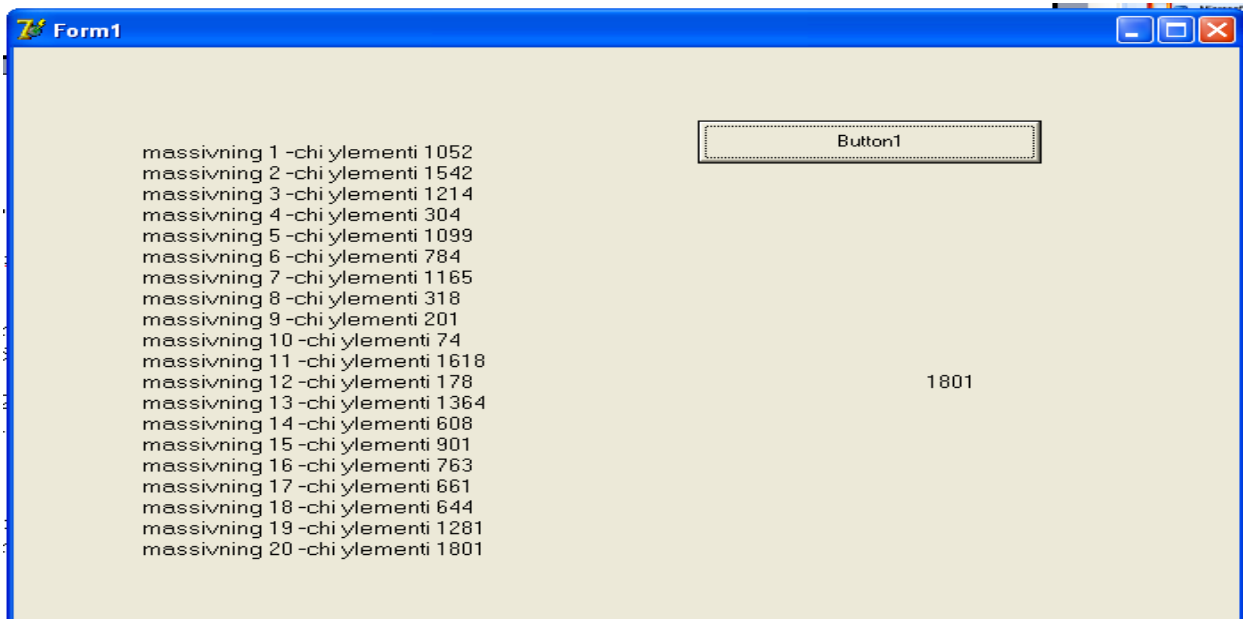 Form1
Button1
massivning 1 -chi ylementi 1052
massivning 2 -chi ylementi 1542
massivning 3 -chi ylementi 1214
massivning 4 -chi ylementi 304
massivning 5 -chi ylementi 1099
massivning 6 -chi ylementi 784
massivning 7 -chi ylementi 1165
massivning 8 -chi ylementi 318
massivning 9 -chi ylementi 201
massivning 10 -chi ylementi 74
massivning 11 -chi ylementi 1618
massivning 12 -chi ylementi 178
massivning 13 -chi ylementi 1364
massivning 14 -chi ylementi 608
massivning 15 -chi ylementi 901
massivning 16 -chi ylementi 763
massivning 17 -chi ylementi 661
massivning 18 -chi ylementi 644
massivning 19 -chi ylementi 1281
massivning 20 -chi ylementi 1801
1801